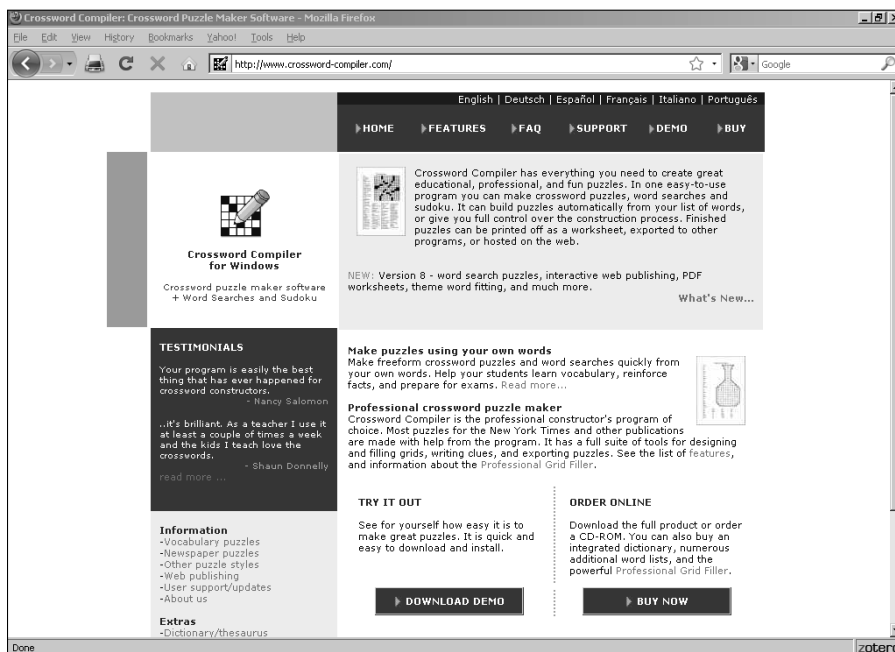 Crossword Compiler: Crossword Puzzle Maker Software - Mozilla Firefox
File Edit View History Bookmarks Yahoo! Tools Help
http://www.crossword-compiler.com/
Google
English | Deutsch | Español | Français | Italiano | Português
HOME FEATURES FAQ SUPPORT DEMO BUY
Crossword Compiler
for Windows
Crossword puzzle maker software
+ Word Searches and Sudoku
Crossword Compiler has everything you need to create great
educational, professional, and fun puzzles. In one easy-to-use
program you can make crossword puzzles, word searches and
sudoku. It can build puzzles automatically from your list of words,
or give you full control over the construction process. Finished
puzzles can be printed off as a worksheet, exported to other
programs, or hosted on the web.
NEW: Version 8 - word search puzzles, interactive web publishing, PDF
worksheets, theme word fitting, and much more.
What's New...
TESTIMONIALS
Your program is easily the best
thing that has ever happened for
crossword constructors.
- Nancy Salomon
..it's brilliant. As a teacher I use it
at least a couple of times a week
and the kids I teach love the
crosswords.
- Shaun Donnelly
read more ...
Make puzzles using your own words
Make freeform crossword puzzles and word searches quickly from
your own words. Help your students learn vocabulary, reinforce
facts, and prepare for exams. Read more...
Professional crossword puzzle maker
Crossword Compiler is the professional constructor's program of
choice. Most puzzles for the New York Times and other publications
are made with help from the program. It has a full suite of tools for designing
and filling grids, writing clues, and exporting puzzles. See the list of features,
and information about the Professional Grid Filler.
TRY IT OUT
See for yourself how easy it is to
make great puzzles. It is quick and
easy to download and install.
DOWNLOAD DEMO
ORDER ONLINE
Download the full product or order
a CD-ROM. You can also buy an
integrated dictionary, numerous
additional word lists, and the
powerful Professional Grid Filler.
BUY NOW
Information
-Vocabulary puzzles
-Newspaper puzzles
-Other puzzle styles
-Web publishing
-User support/updates
-About us
Extras
-Dictionary/thesaurus
Done